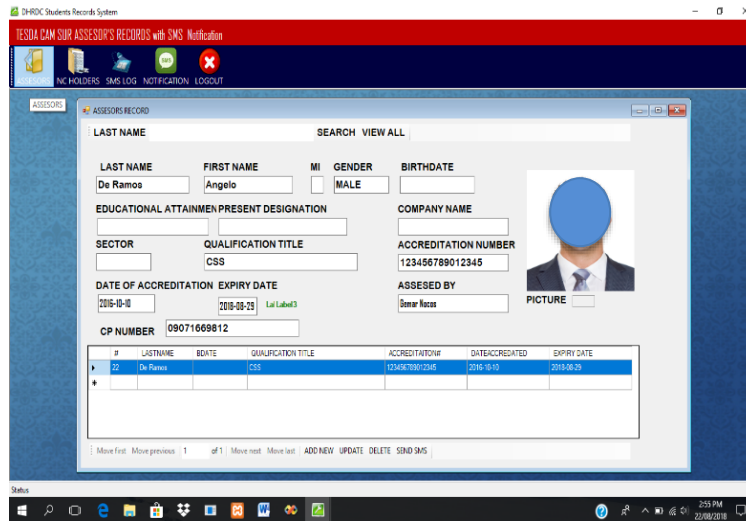 DHRDC Students Records System
TESDA CAM SUR ASSESOR'S RECORDS with SMS Notification
ASSESORS NC HOLDERS SMS LOG NOTIFICATION LOGOUT
ASSESORS
ASSESORS RECORD
LAST NAME SEARCH VIEW ALL
LAST NAME FIRST NAME MI GENDER BIRTHDATE
De Ramos Angelo MALE
EDUCATIONAL ATTAINMEN PRESENT DESIGNATION COMPANY NAME
SECTOR QUALIFICATION TITLE ACCREDITATION NUMBER
CSS 123456789012345
DATE OF ACCREDITATION EXPIRY DATE ASSESED BY
2016-10-10 2018-08-29 Lai Label3 Gemar Nocos
PICTURE
CP NUMBER 09071669812
# LASTNAME BDATE QUALIFICATION TITLE ACCREDITAITON# DATEACCREDATED EXPIRY DATE
22 De Ramos CSS 123456789012345 2016-10-10 2018-08-29
Move first Move previous 1 of 1 Move next Move last ADD NEW UPDATE DELETE SEND SMS
Status
2:55 PM
22/08/2018